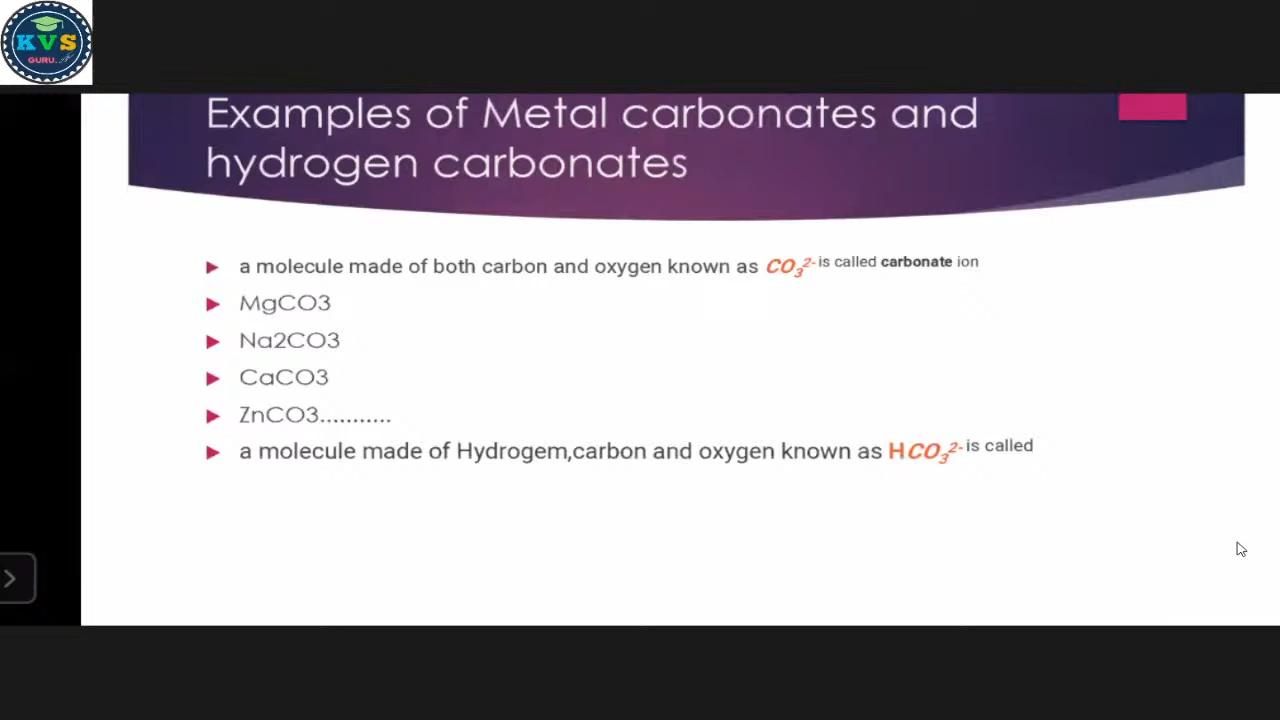 KVS
GURU
Examples of Metal carbonates and
hydrogen carbonates
a molecule made of both carbon and oxygen known as CO₃²⁻ is called carbonate ion
MgCO3
Na2CO3
CaCO3
ZnCO3...........
a molecule made of Hydrogem,carbon and oxygen known as HCO₃²⁻ is called